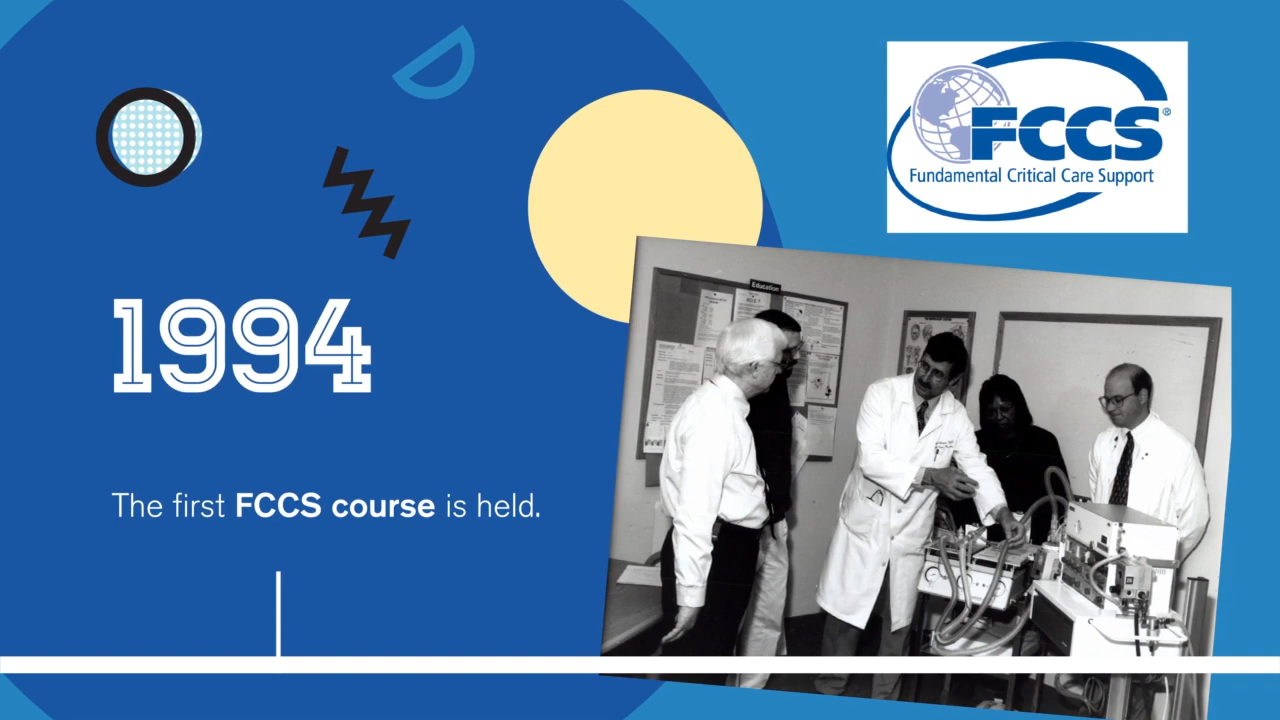 FCCS®
Fundamental Critical Care Support
Education
1994
The first FCCS course is held.